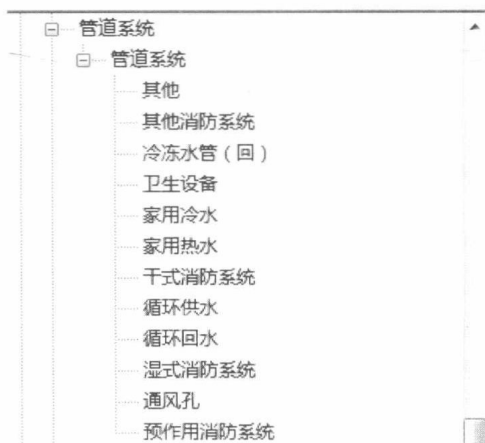 管道系统
管道系统
其他
其他消防系统
冷冻水管（回）
卫生设备
家用冷水
家用热水
干式消防系统
循环供水
循环回水
湿式消防系统
通风孔
预作用消防系统